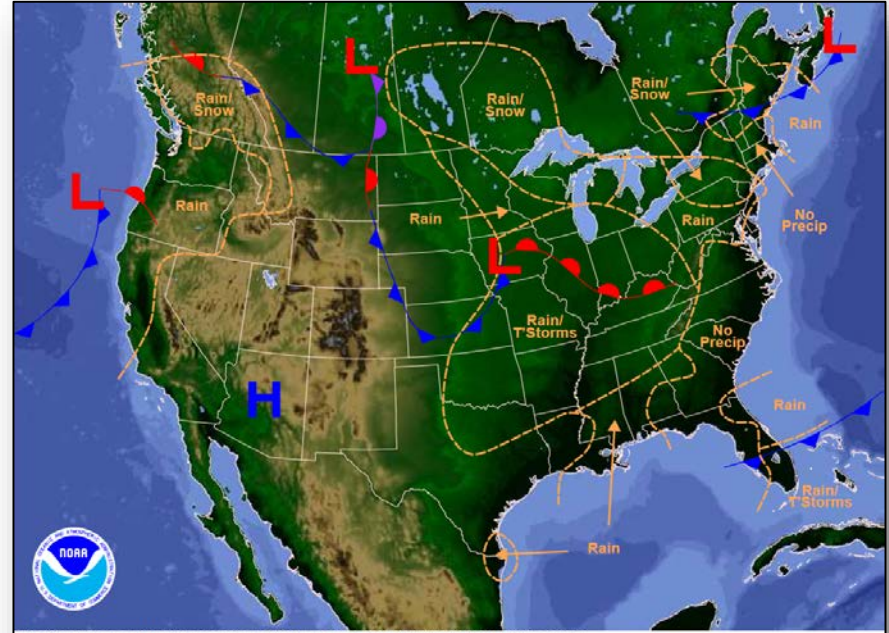 L
L
L
Rain/
Snow
Rain/
Snow
Rain/
Snow
Rain
L
Rain
Rain
Rain
No
Precip
L
Rain/
T'Storms
No
Precip
H
Rain
Rain/
T'Storms
Rain
NOAA